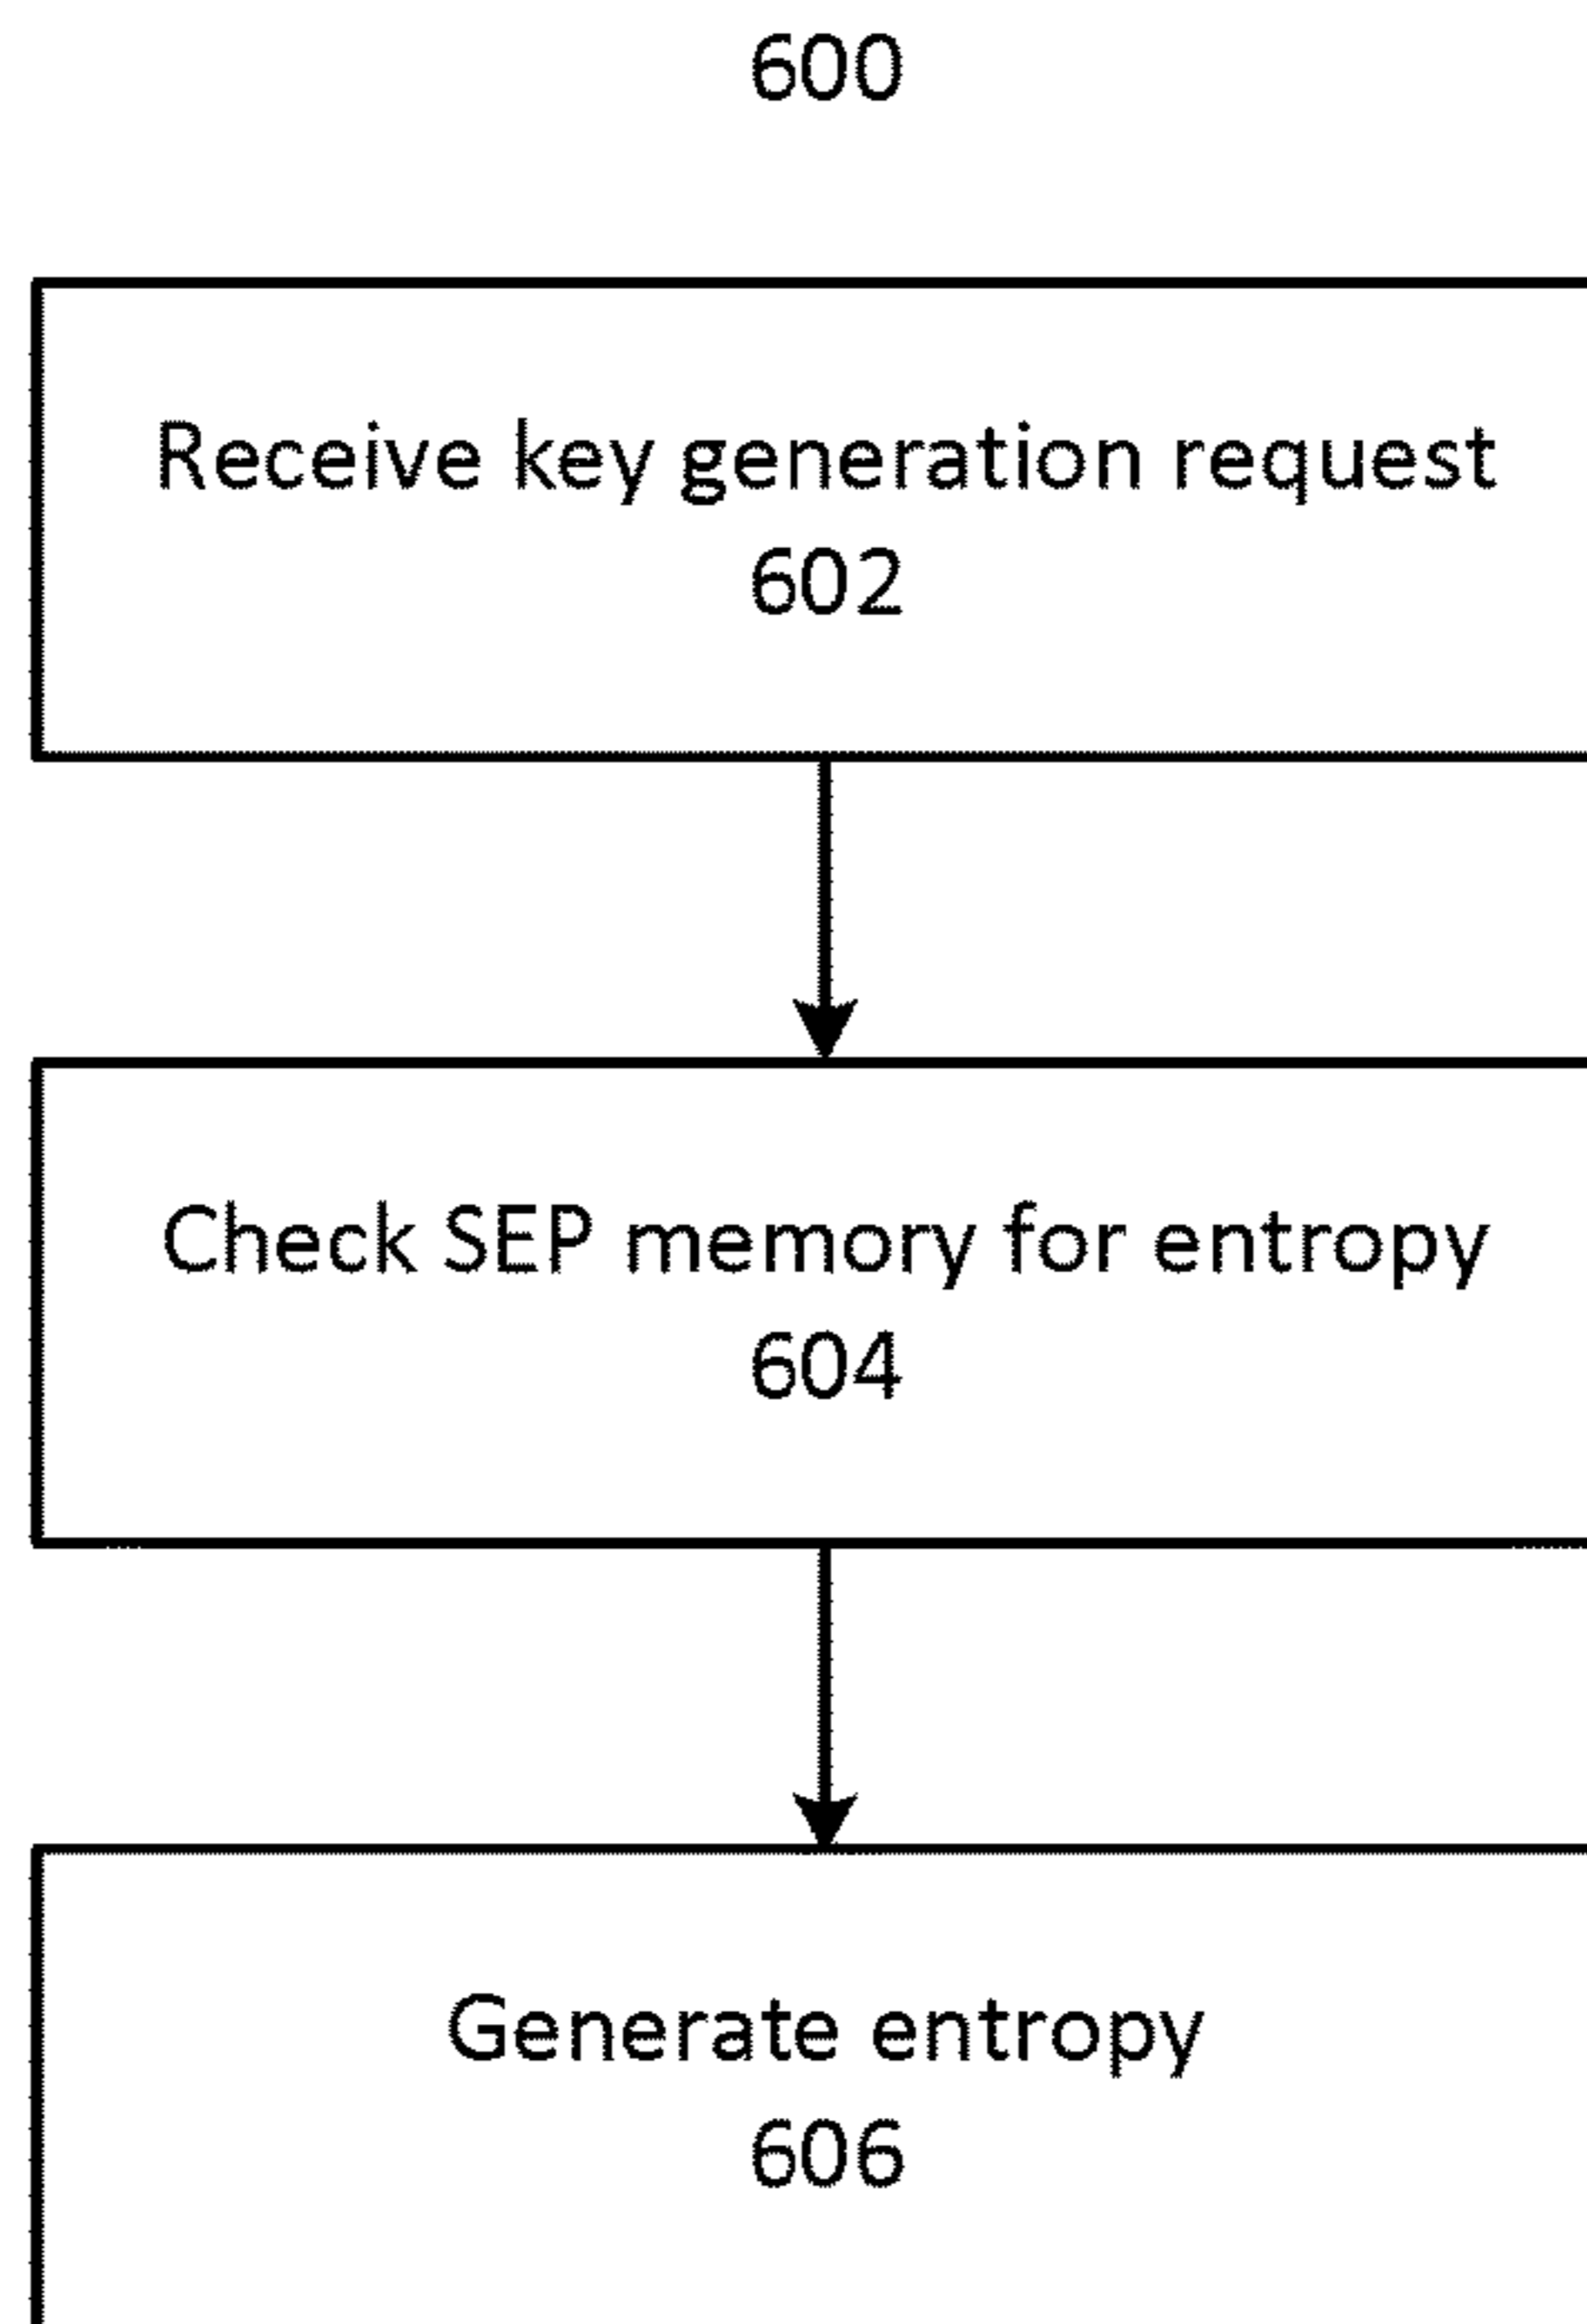 600
Receive key generation request
602
Check SEP memory for entropy
604
Generate entropy
606